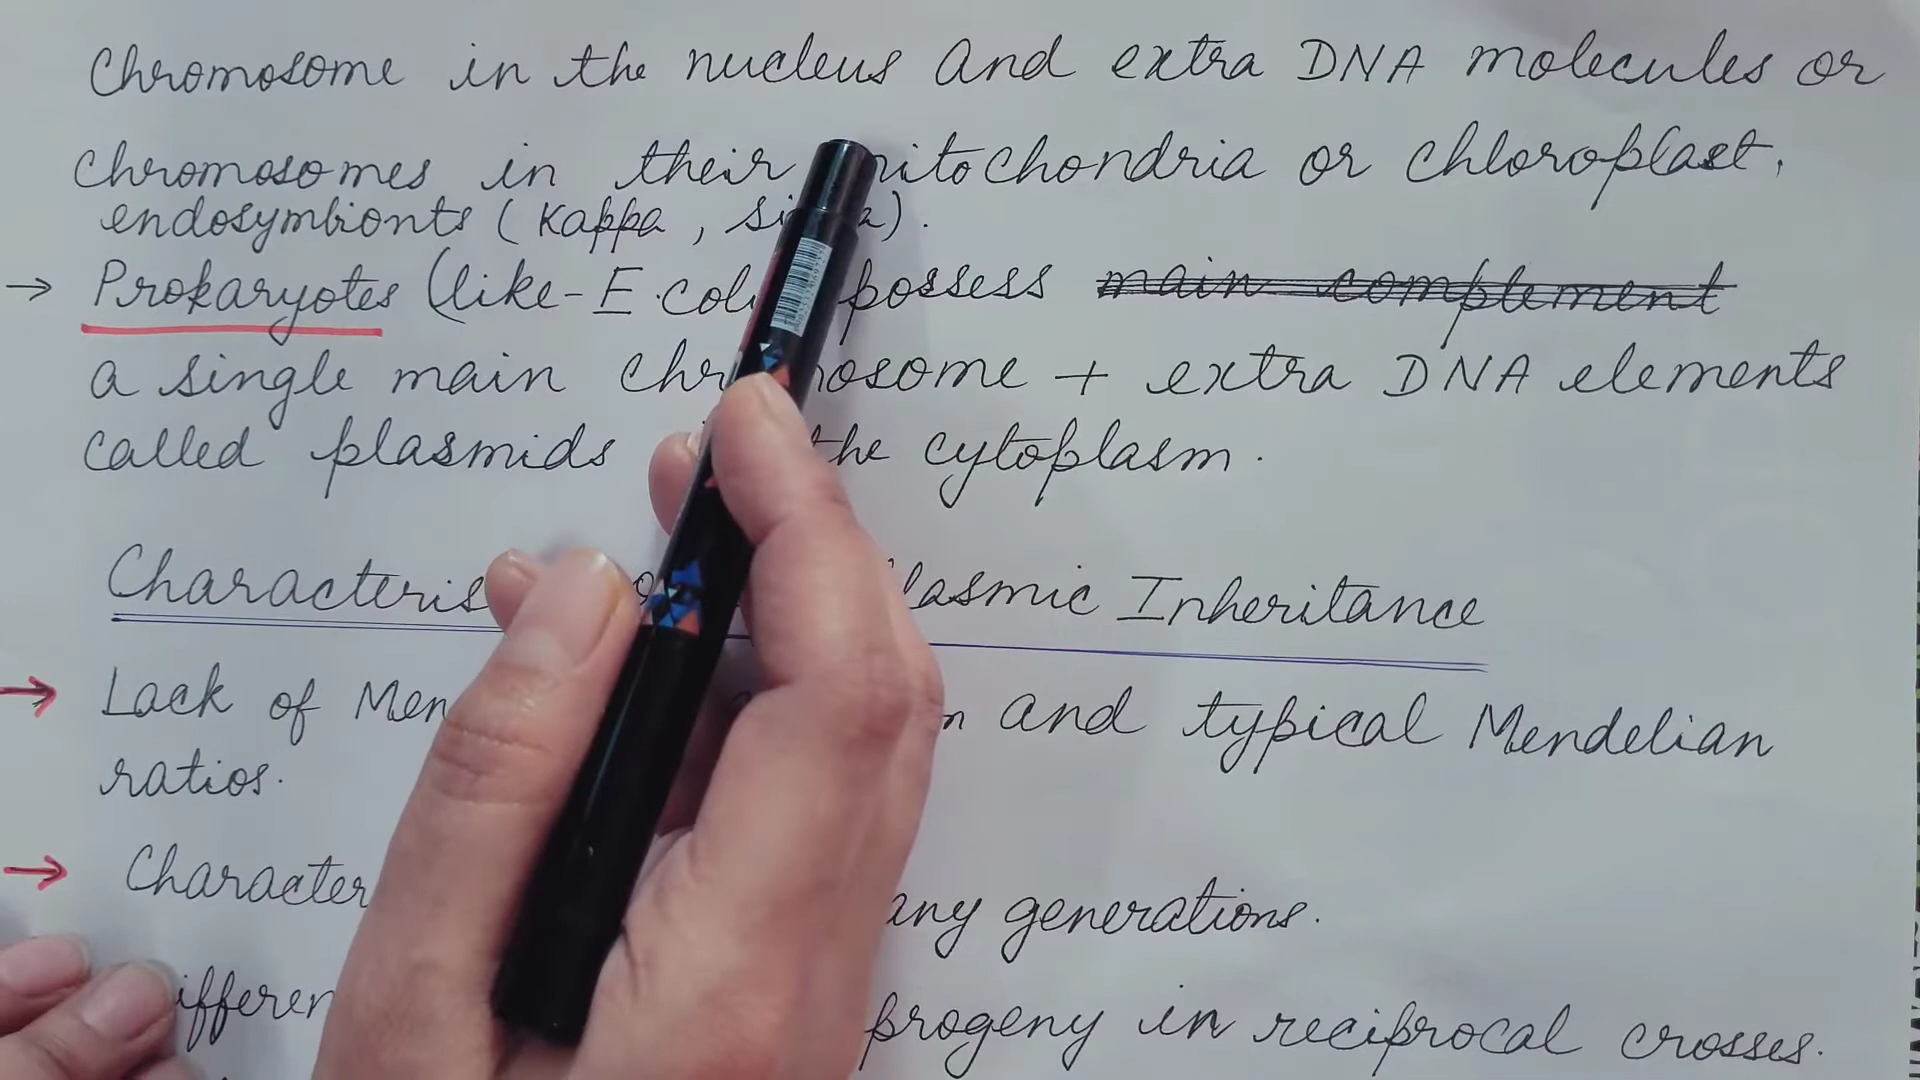 Chromosome in the nucleus and extra DNA molecules or
chromosomes in their mitochondria or chloroplast,
endosymbionts (Kappa,
→ Prokaryotes (like- E.coli possess main complement
a single main chromosome + extra DNA elements
called plasmids the cytoplasm.
Inheritance
→ Lack of and typical Mendelian
ratios.
→ generations.
progeny in reciprocal crosses.